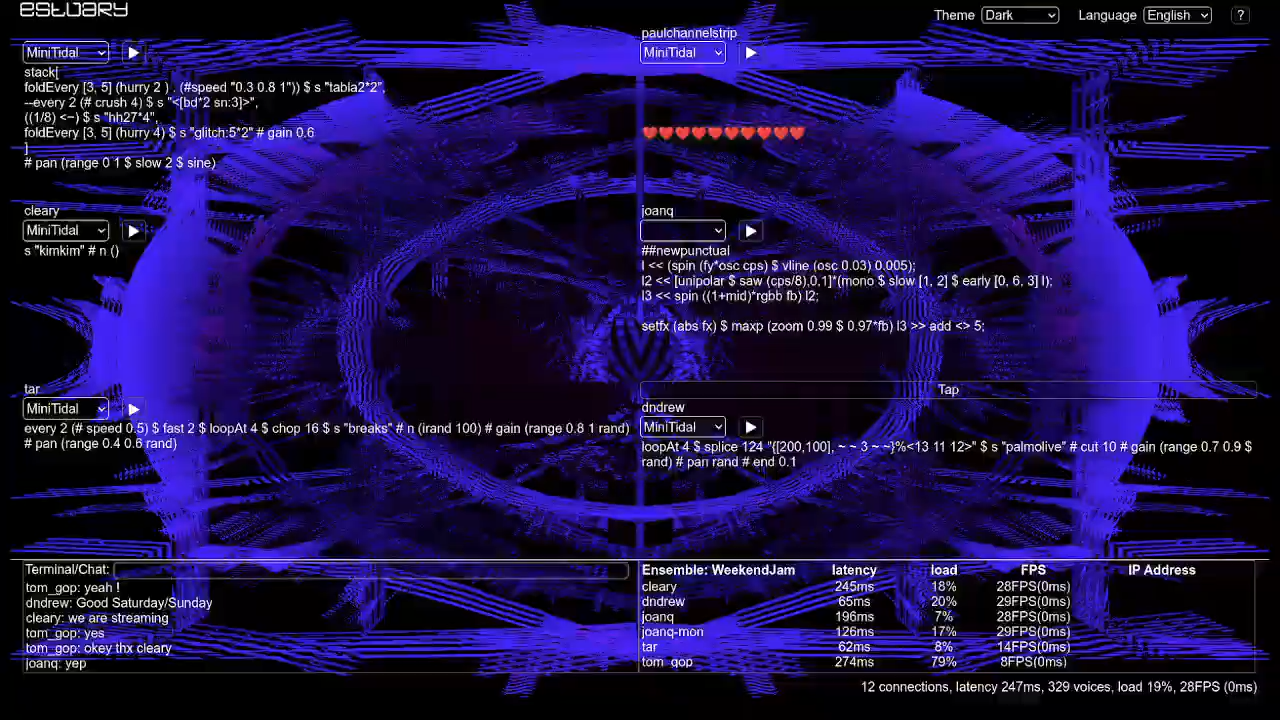 estuary
Theme Dark Language English ?
MiniTidal
stack[
foldEvery [3, 5] (hurry 2 ) . (#speed "0.3 0.8 1")) $ s "tabla2*2",
--every 2 (# crush 4) $ s "<[bd*2 sn:3]>",
((1/8) <~) $ s "hh27*4",
foldEvery [3, 5] (hurry 4) $ s "glitch:5*2" # gain 0.6
]
# pan (range 0 1 $ slow 2 $ sine)
paulchannelstrip
MiniTidal
❤️❤️❤️❤️❤️❤️❤️❤️❤️❤️
cleary
MiniTidal
s "kimkim" # n ()
joanq
##newpunctual
l << (spin (fy*osc cps) $ vline (osc 0.03) 0.005);
l2 << [unipolar $ saw (cps/8),0.1]*(mono $ slow [1, 2] $ early [0, 6, 3] l);
l3 << spin ((1+mid)*rgbb fb) l2;
setfx (abs fx) $ maxp (zoom 0.99 $ 0.97*fb) l3 >> add <> 5;
tar
MiniTidal
every 2 (# speed 0.5) $ fast 2 $ loopAt 4 $ chop 16 $ s "breaks" # n (irand 100) # gain (range 0.8 1 rand)
# pan (range 0.4 0.6 rand)
Tap
dndrew
MiniTidal
loopAt 4 $ splice 124 "{[200,100], ~ ~ 3 ~ ~}%<13 11 12>" $ s "palmolive" # cut 10 # gain (range 0.7 0.9 $
rand) # pan rand # end 0.1
Terminal/Chat:
tom_gop: yeah !
dndrew: Good Saturday/Sunday
cleary: we are streaming
tom_gop: yes
tom_gop: okey thx cleary
joanq: yep
Ensemble: WeekendJam latency load FPS IP Address
cleary 245ms 18% 28FPS(0ms)
dndrew 65ms 20% 29FPS(0ms)
joanq 196ms 7% 28FPS(0ms)
joanq-mon 126ms 17% 29FPS(0ms)
tar 62ms 8% 14FPS(0ms)
tom_gop 274ms 79% 8FPS(0ms)
12 connections, latency 247ms, 329 voices, load 19%, 28FPS (0ms)